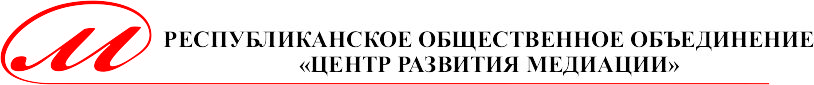 М
РЕСПУБЛИКАНСКОЕ ОБЩЕСТВЕННОЕ ОБЪЕДИНЕНИЕ
«ЦЕНТР РАЗВИТИЯ МЕДИАЦИИ»